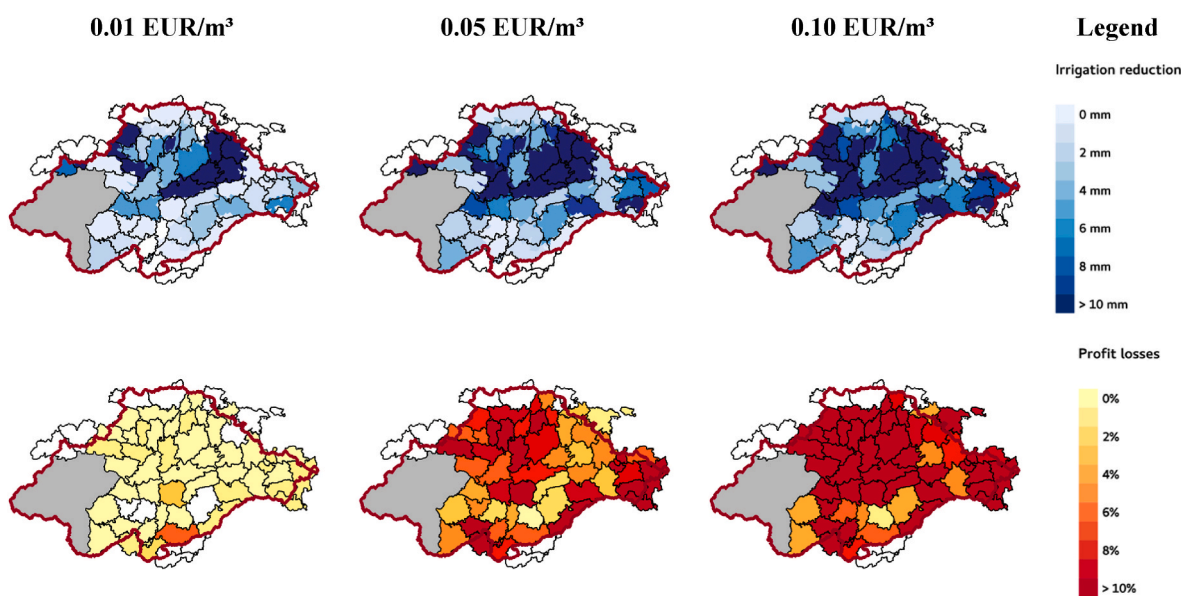 0.01 EUR/m³ 0.05 EUR/m³ 0.10 EUR/m³ Legend
Irrigation reduction
0 mm
2 mm
4 mm
6 mm
8 mm
> 10 mm
Profit losses
0%
2%
4%
6%
8%
> 10%